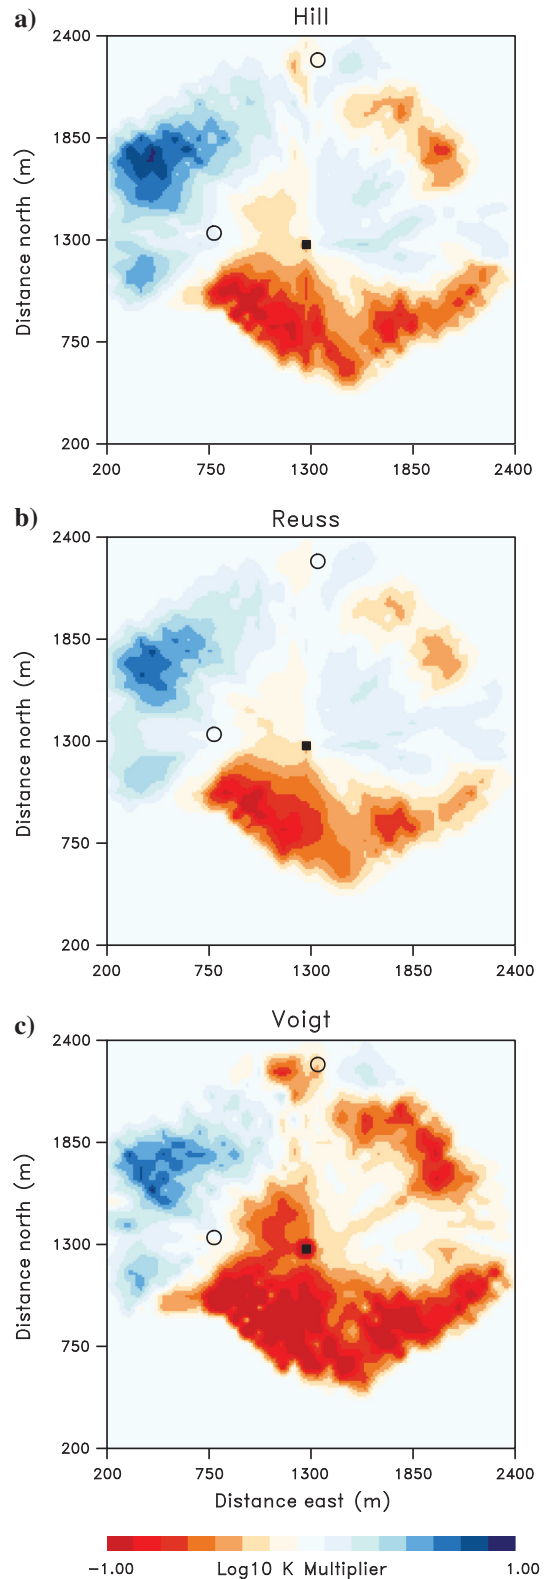 a) Hill
2400
1850
1300
750
200
Distance north (m)
200 750 1300 1850 2400
b) Reuss
2400
1850
1300
750
200
Distance north (m)
200 750 1300 1850 2400
c) Voigt
2400
1850
1300
750
200
Distance north (m)
200 750 1300 1850 2400
Distance east (m)
−1.00 Log10 K Multiplier 1.00